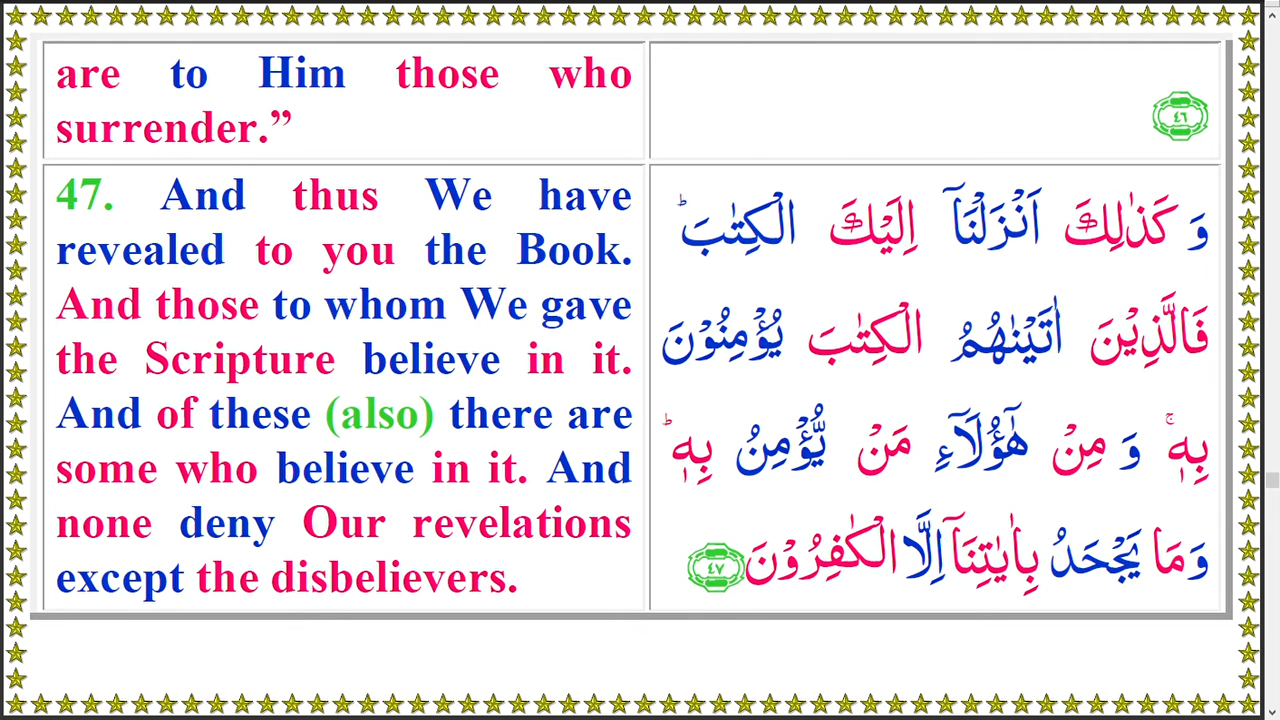 are to Him those who
surrender.”
٤٦
47. And thus We have
revealed to you the Book.
And those to whom We gave
the Scripture believe in it.
And of these (also) there are
some who believe in it. And
none deny Our revelations
except the disbelievers.
وَ كَذٰلِكَ اَنْزَلْنَاۤ اِلَيْكَ الْكِتٰبَ ؕ
فَالَّذِيْنَ اٰتَيْنٰهُمُ الْكِتٰبَ يُؤْمِنُوْنَ
بِهٖ ۚ وَ مِنْ هٰۤؤُلَآءِ مَنْ يُّؤْمِنُ بِهٖ ؕ
وَ مَا يَجْحَدُ بِاٰيٰتِنَاۤ اِلَّا الْكٰفِرُوْنَ ٤٧